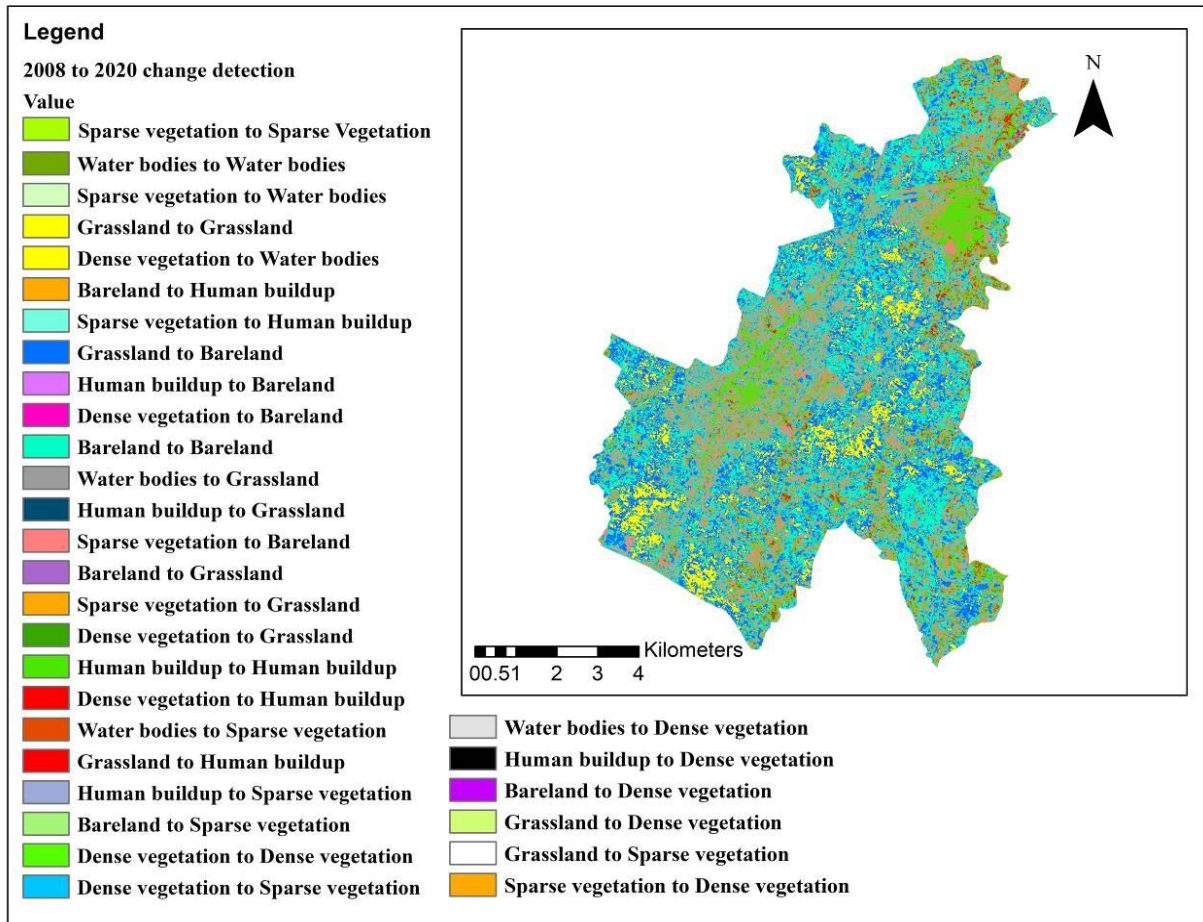 Legend
2008 to 2020 change detection
Value
Sparse vegetation to Sparse Vegetation
Water bodies to Water bodies
Sparse vegetation to Water bodies
Grassland to Grassland
Dense vegetation to Water bodies
Bareland to Human buildup
Sparse vegetation to Human buildup
Grassland to Bareland
Human buildup to Bareland
Dense vegetation to Bareland
Bareland to Bareland
Water bodies to Grassland
Human buildup to Grassland
Sparse vegetation to Bareland
Bareland to Grassland
Sparse vegetation to Grassland
Dense vegetation to Grassland
Human buildup to Human buildup
Dense vegetation to Human buildup
Water bodies to Sparse vegetation
Grassland to Human buildup
Human buildup to Sparse vegetation
Bareland to Sparse vegetation
Dense vegetation to Dense vegetation
Dense vegetation to Sparse vegetation
N
Kilometers
00.51 2 3 4
Water bodies to Dense vegetation
Human buildup to Dense vegetation
Bareland to Dense vegetation
Grassland to Dense vegetation
Grassland to Sparse vegetation
Sparse vegetation to Dense vegetation